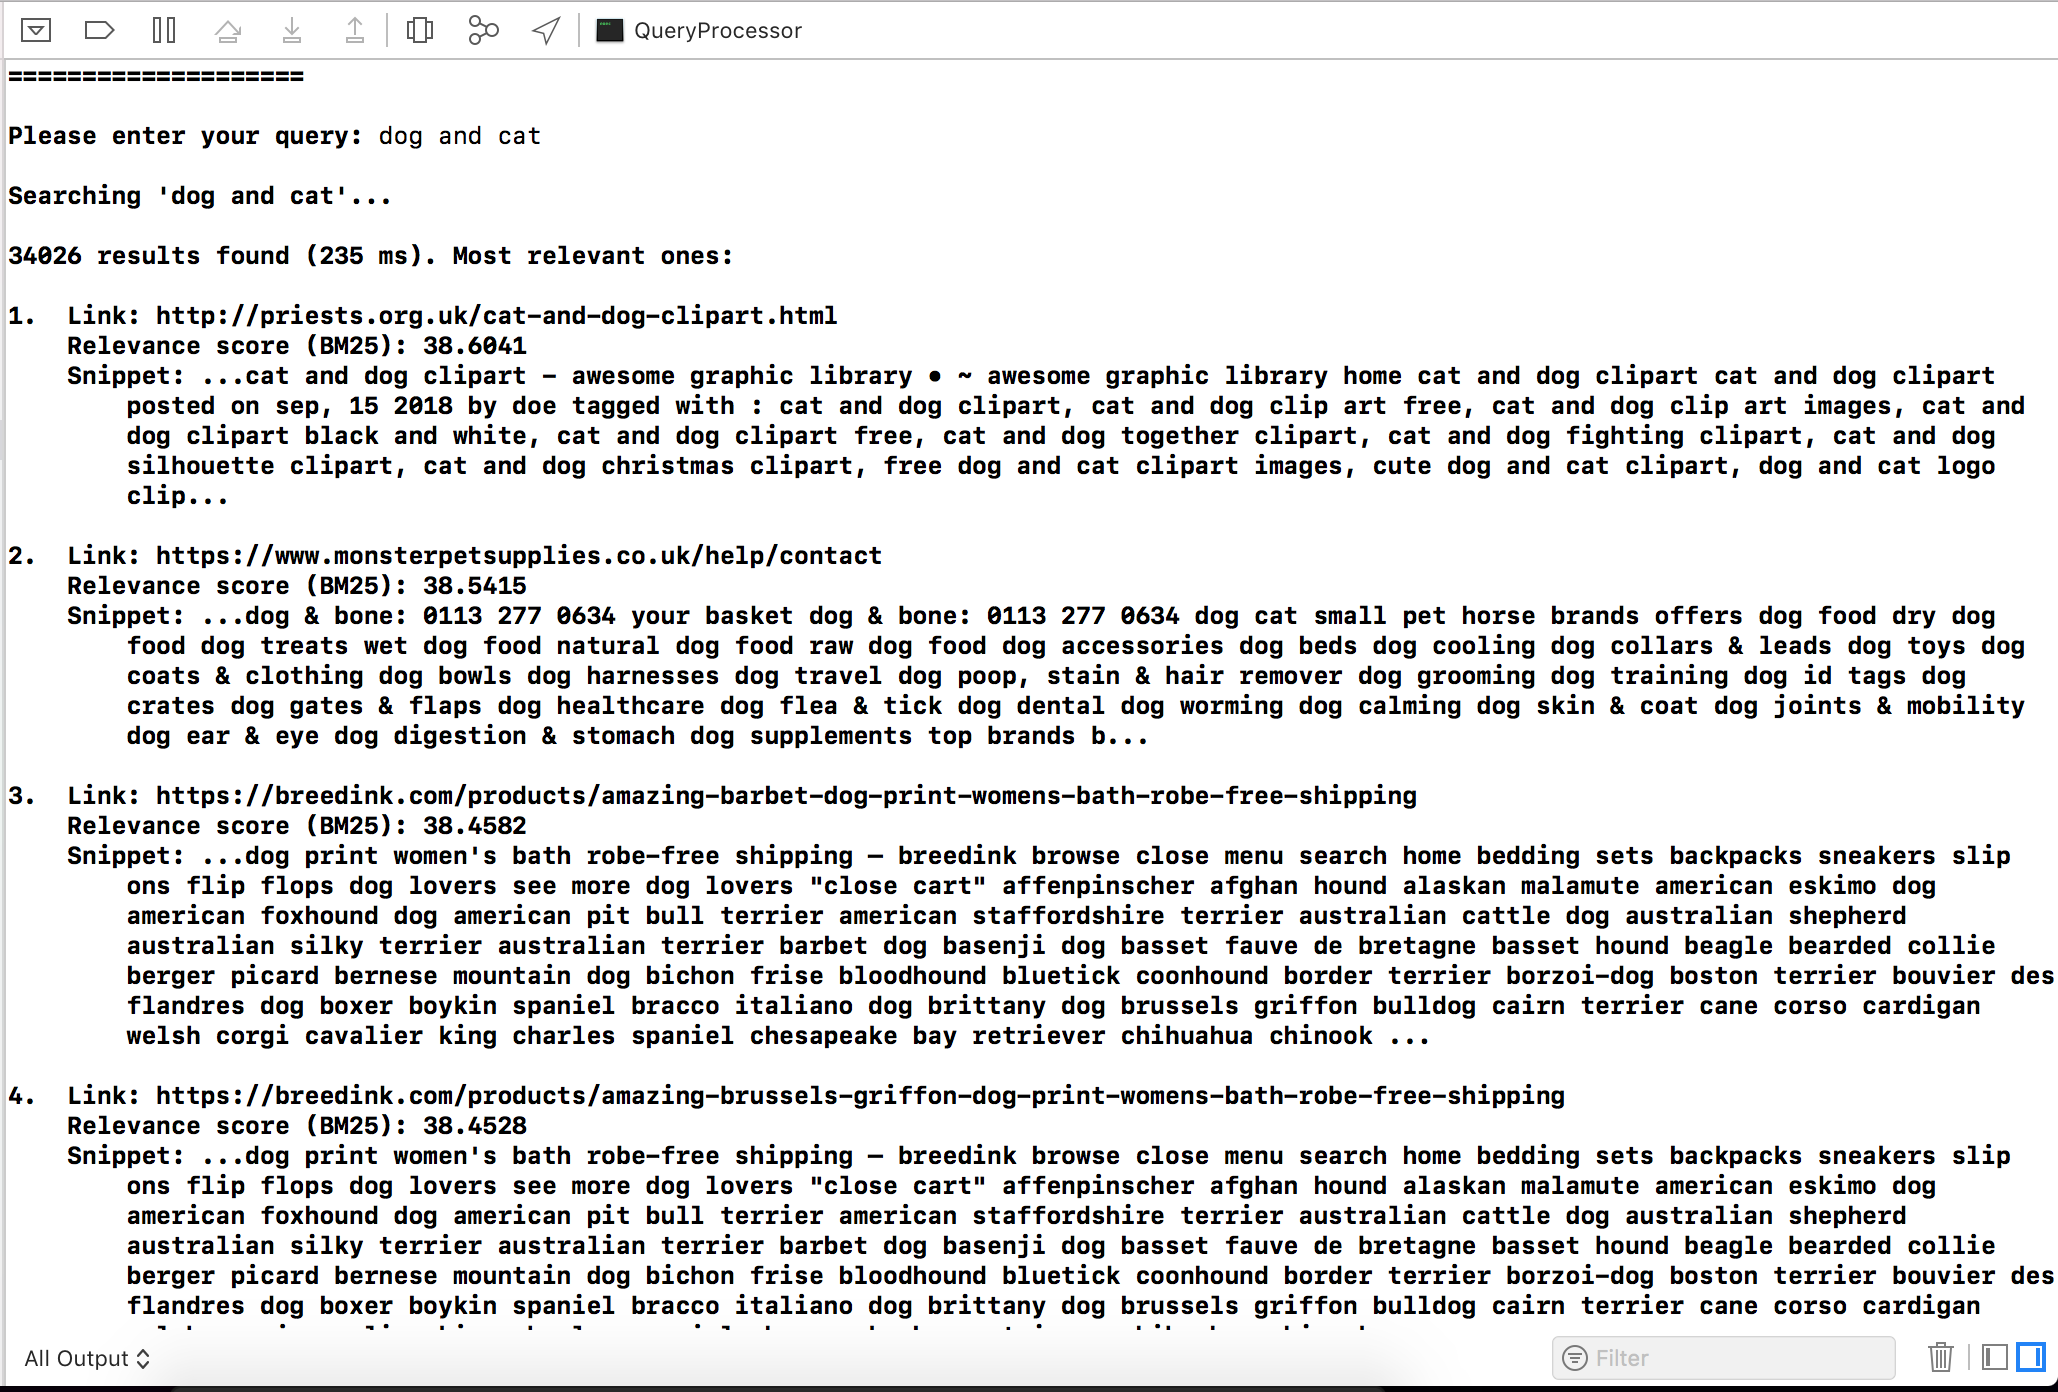 QueryProcessor
====================
Please enter your query: dog and cat
Searching 'dog and cat'...
34026 results found (235 ms). Most relevant ones:
1. Link: http://priests.org.uk/cat-and-dog-clipart.html
Relevance score (BM25): 38.6041
Snippet: ...cat and dog clipart - awesome graphic library • ~ awesome graphic library home cat and dog clipart cat and dog clipart
posted on sep, 15 2018 by doe tagged with : cat and dog clipart, cat and dog clip art free, cat and dog clip art images, cat and
dog clipart black and white, cat and dog clipart free, cat and dog together clipart, cat and dog fighting clipart, cat and dog
silhouette clipart, cat and dog christmas clipart, free dog and cat clipart images, cute dog and cat clipart, dog and cat logo
clip...
2. Link: https://www.monsterpetsupplies.co.uk/help/contact
Relevance score (BM25): 38.5415
Snippet: ...dog & bone: 0113 277 0634 your basket dog & bone: 0113 277 0634 dog cat small pet horse brands offers dog food dry dog
food dog treats wet dog food natural dog food raw dog food dog accessories dog beds dog cooling dog collars & leads dog toys dog
coats & clothing dog bowls dog harnesses dog travel dog poop, stain & hair remover dog grooming dog training dog id tags dog
crates dog gates & flaps dog healthcare dog flea & tick dog dental dog worming dog calming dog skin & coat dog joints & mobility
dog ear & eye dog digestion & stomach dog supplements top brands b...
3. Link: https://breedink.com/products/amazing-barbet-dog-print-womens-bath-robe-free-shipping
Relevance score (BM25): 38.4582
Snippet: ...dog print women's bath robe-free shipping – breedink browse close menu search home bedding sets backpacks sneakers slip
ons flip flops dog lovers see more dog lovers "close cart" affenpinscher afghan hound alaskan malamute american eskimo dog
american foxhound dog american pit bull terrier american staffordshire terrier australian cattle dog australian shepherd
australian silky terrier australian terrier barbet dog basenji dog basset fauve de bretagne basset hound beagle bearded collie
berger picard bernese mountain dog bichon frise bloodhound bluetick coonhound border terrier borzoi-dog boston terrier bouvier des
flandres dog boxer boykin spaniel bracco italiano dog brittany dog brussels griffon bulldog cairn terrier cane corso cardigan
welsh corgi cavalier king charles spaniel chesapeake bay retriever chihuahua chinook ...
4. Link: https://breedink.com/products/amazing-brussels-griffon-dog-print-womens-bath-robe-free-shipping
Relevance score (BM25): 38.4528
Snippet: ...dog print women's bath robe-free shipping – breedink browse close menu search home bedding sets backpacks sneakers slip
ons flip flops dog lovers see more dog lovers "close cart" affenpinscher afghan hound alaskan malamute american eskimo dog
american foxhound dog american pit bull terrier american staffordshire terrier australian cattle dog australian shepherd
australian silky terrier australian terrier barbet dog basenji dog basset fauve de bretagne basset hound beagle bearded collie
berger picard bernese mountain dog bichon frise bloodhound bluetick coonhound border terrier borzoi-dog boston terrier bouvier des
flandres dog boxer boykin spaniel bracco italiano dog brittany dog brussels griffon bulldog cairn terrier cane corso cardigan
All Output
Filter